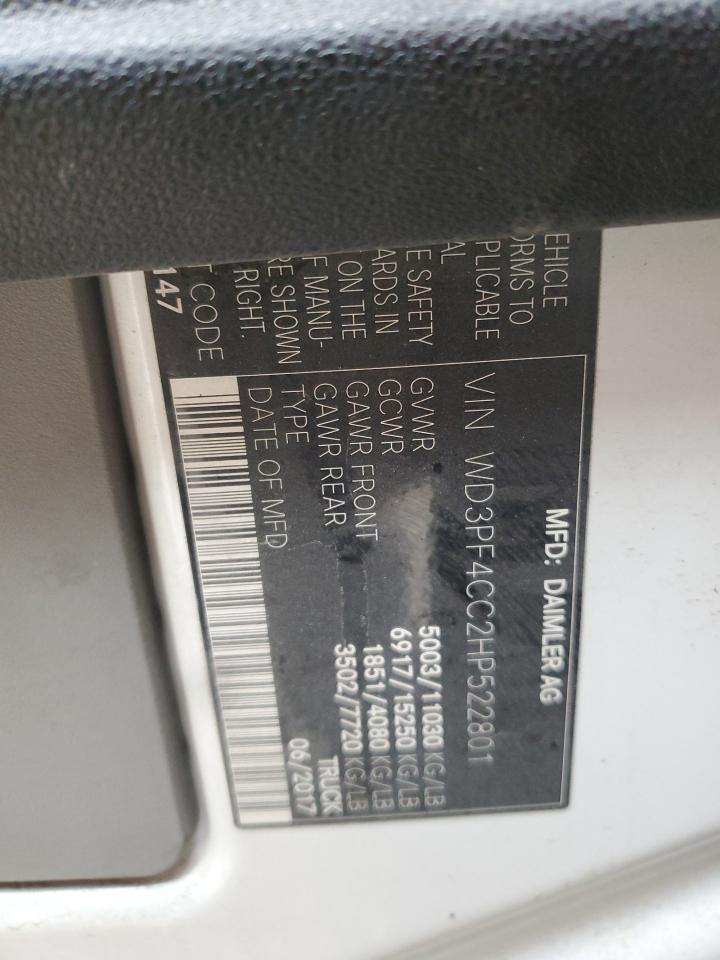 MFD: DAIMLER AG
VIN WD3PF4CC2HP522801
GVWR 5003/11030 KG/LB
GCWR 6917/15250 KG/LB
GAWR FRONT 1851/4080 KG/LB
GAWR REAR 3502/7720 KG/LB
TYPE TRUCK
DATE OF MFD 06/2017
EHICLE
ORMS TO
PLICABLE
AL
E SAFETY
ARDS IN
ON THE
F MANU-
RE SHOWN
RIGHT.
CODE
147